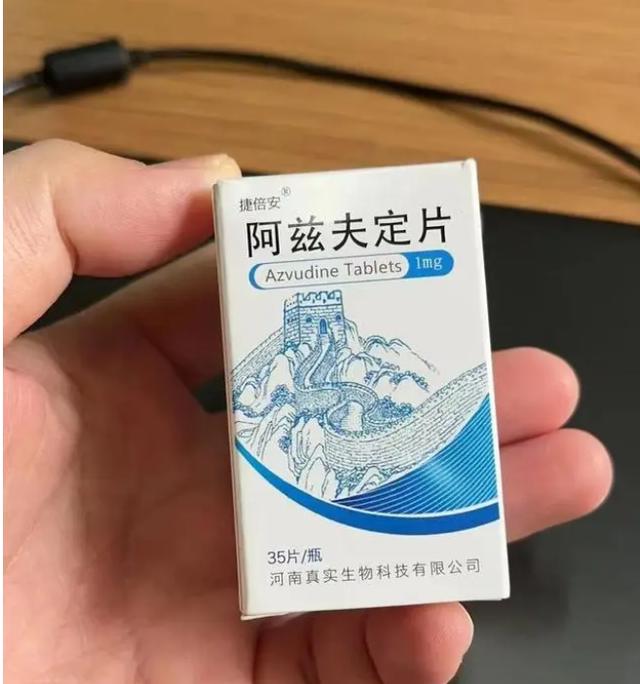 捷倍安®
阿兹夫定片
Azvudine Tablets 1mg
35片/瓶
河南真实生物科技有限公司